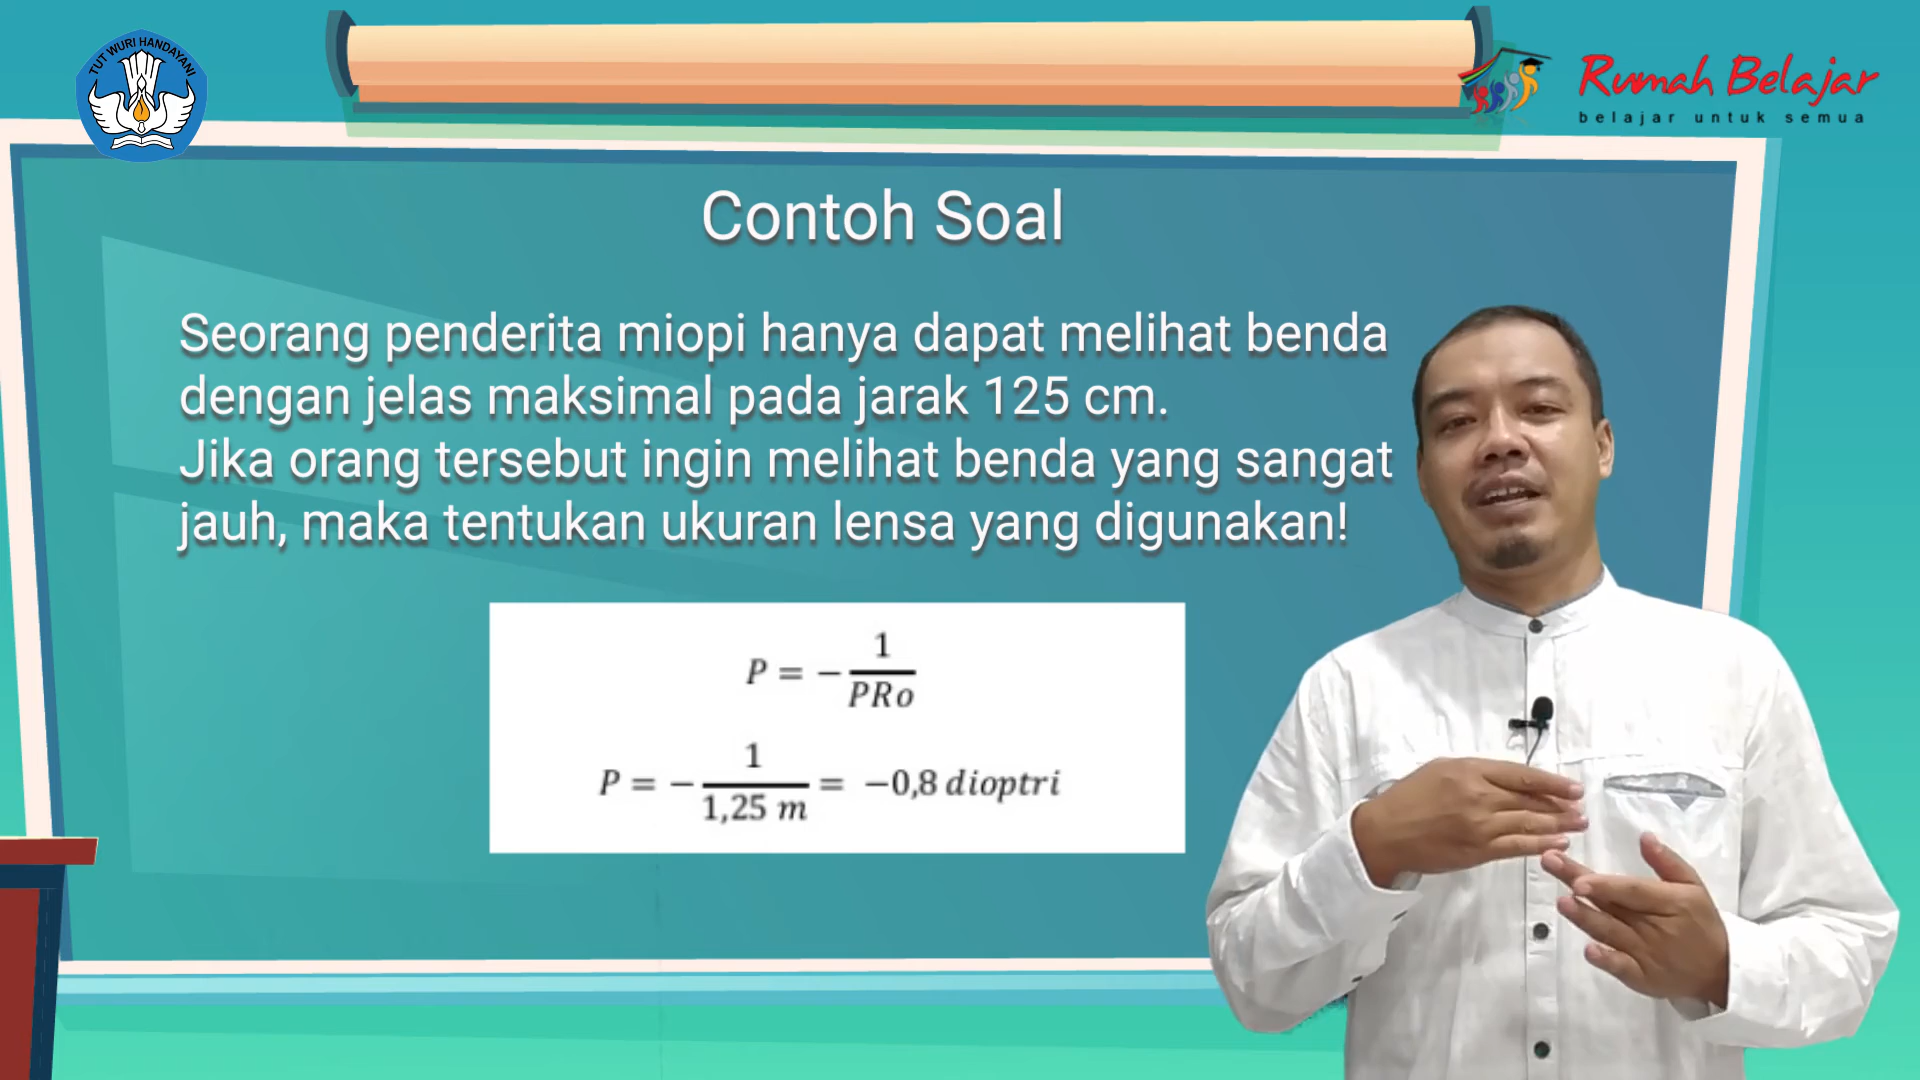 TUT WURI HANDAYANI
Rumah Belajar
belajar untuk semua
Contoh Soal
Seorang penderita miopi hanya dapat melihat benda
dengan jelas maksimal pada jarak 125 cm.
Jika orang tersebut ingin melihat benda yang sangat
jauh, maka tentukan ukuran lensa yang digunakan!
P = − 1/PRo
P = − 1/1,25 m = −0,8 dioptri